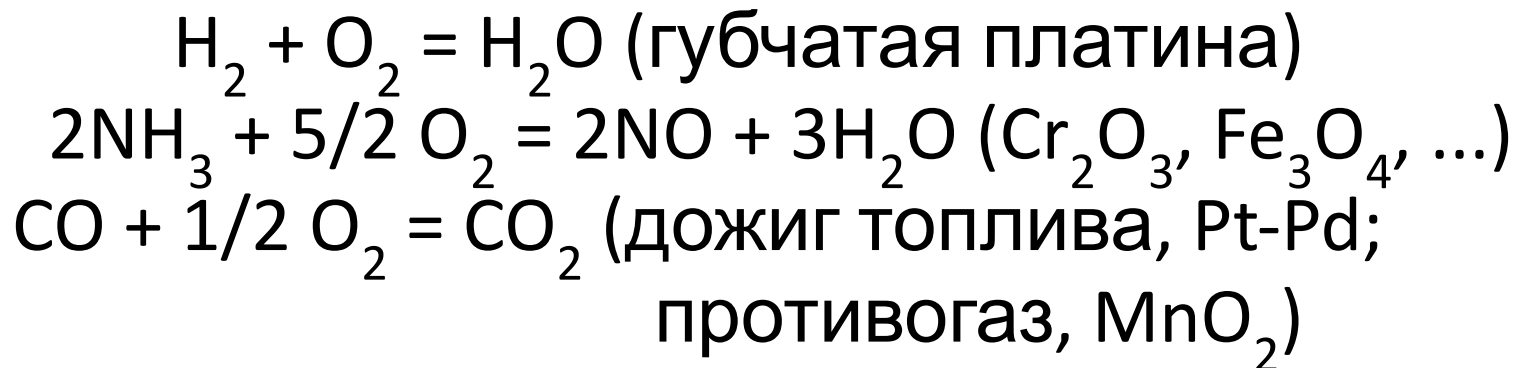 H₂ + O₂ = H₂O (губчатая платина)
2NH₃ + 5/2 O₂ = 2NO + 3H₂O (Cr₂O₃, Fe₃O₄, ...)
CO + 1/2 O₂ = CO₂ (дожиг топлива, Pt-Pd;
противогаз, MnO₂)